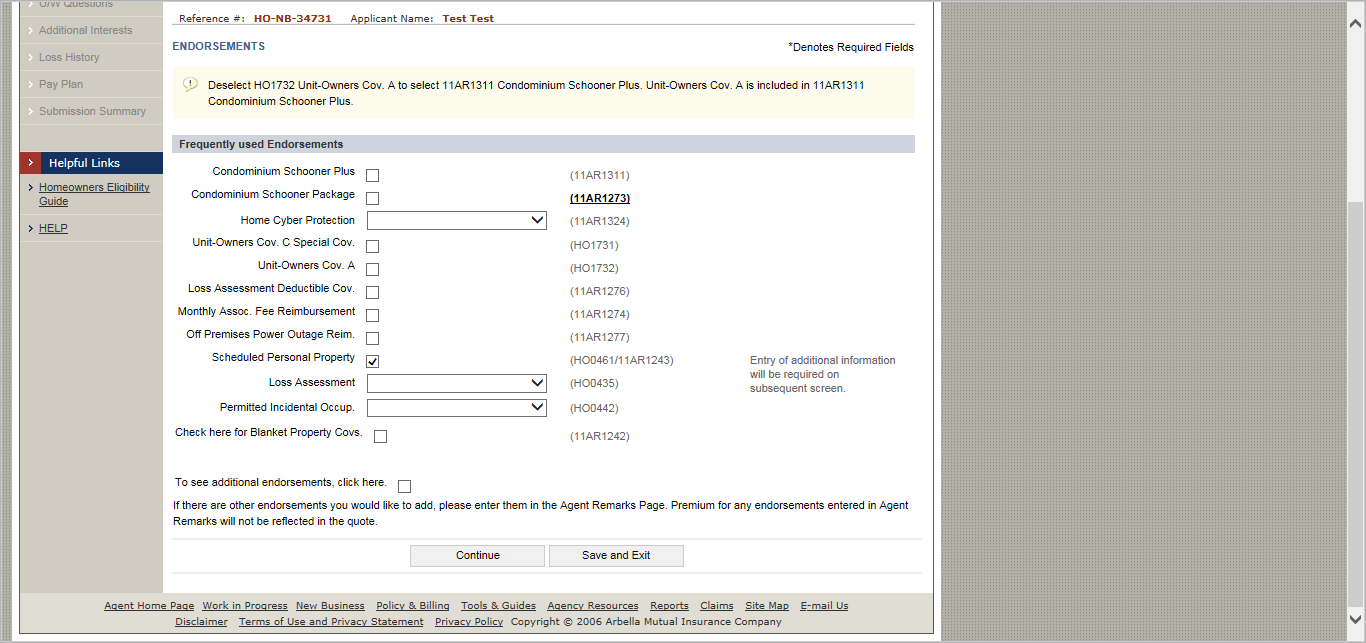 U/W Questions
Additional Interests
Loss History
Pay Plan
Submission Summary
Helpful Links
Homeowners Eligibility
Guide
HELP
Reference #: HO-NB-34731 Applicant Name: Test Test
ENDORSEMENTS
*Denotes Required Fields
Deselect HO1732 Unit-Owners Cov. A to select 11AR1311 Condominium Schooner Plus. Unit-Owners Cov. A is included in 11AR1311
Condominium Schooner Plus.
Frequently used Endorsements
Condominium Schooner Plus (11AR1311)
Condominium Schooner Package (11AR1273)
Home Cyber Protection (11AR1324)
Unit-Owners Cov. C Special Cov. (HO1731)
Unit-Owners Cov. A (HO1732)
Loss Assessment Deductible Cov. (11AR1276)
Monthly Assoc. Fee Reimbursement (11AR1274)
Off Premises Power Outage Reim. (11AR1277)
Scheduled Personal Property (HO0461/11AR1243) Entry of additional information
will be required on
subsequent screen.
Loss Assessment (HO0435)
Permitted Incidental Occup. (HO0442)
Check here for Blanket Property Covs. (11AR1242)
To see additional endorsements, click here.
If there are other endorsements you would like to add, please enter them in the Agent Remarks Page. Premium for any endorsements entered in Agent
Remarks will not be reflected in the quote.
Continue Save and Exit
Agent Home Page Work in Progress New Business Policy & Billing Tools & Guides Agency Resources Reports Claims Site Map E-mail Us
Disclaimer Terms of Use and Privacy Statement Privacy Policy Copyright © 2006 Arbella Mutual Insurance Company